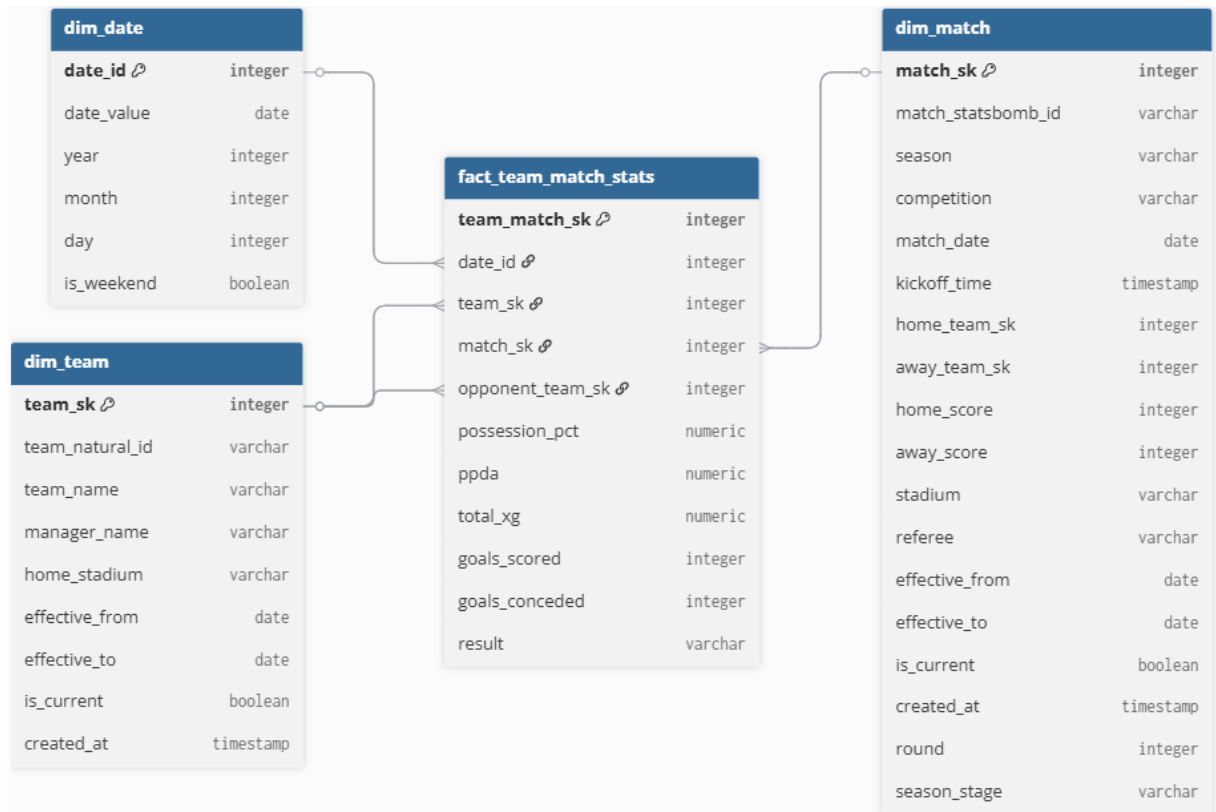 dim_date
date_id integer
date_value date
year integer
month integer
day integer
is_weekend boolean
dim_team
team_sk integer
team_natural_id varchar
team_name varchar
manager_name varchar
home_stadium varchar
effective_from date
effective_to date
is_current boolean
created_at timestamp
fact_team_match_stats
team_match_sk integer
date_id integer
team_sk integer
match_sk integer
opponent_team_sk integer
possession_pct numeric
ppda numeric
total_xg numeric
goals_scored integer
goals_conceded integer
result varchar
dim_match
match_sk integer
match_statsbomb_id varchar
season varchar
competition varchar
match_date date
kickoff_time timestamp
home_team_sk integer
away_team_sk integer
home_score integer
away_score integer
stadium varchar
referee varchar
effective_from date
effective_to date
is_current boolean
created_at timestamp
round integer
season_stage varchar